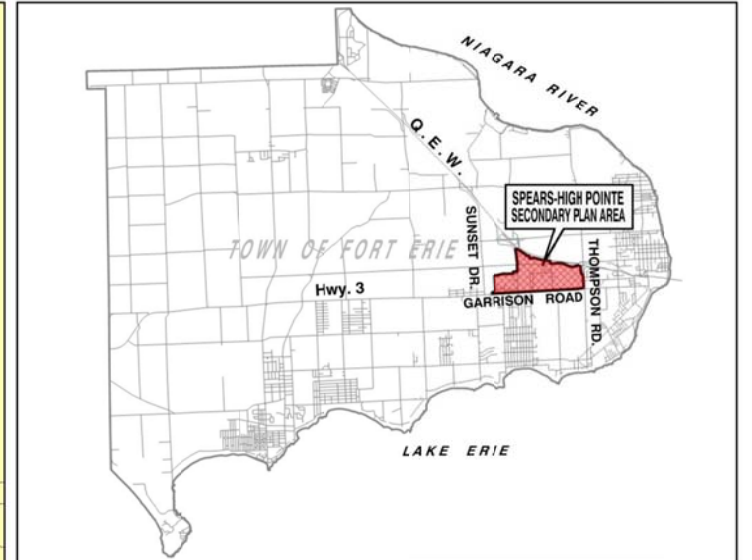 NIAGARA RIVER
Q.E.W.
SPEARS-HIGH POINTE
SECONDARY PLAN AREA
SUNSET DR.
TOWN OF FORT ERIE
THOMPSON RD.
Hwy. 3
GARRISON ROAD
LAKE ERIE